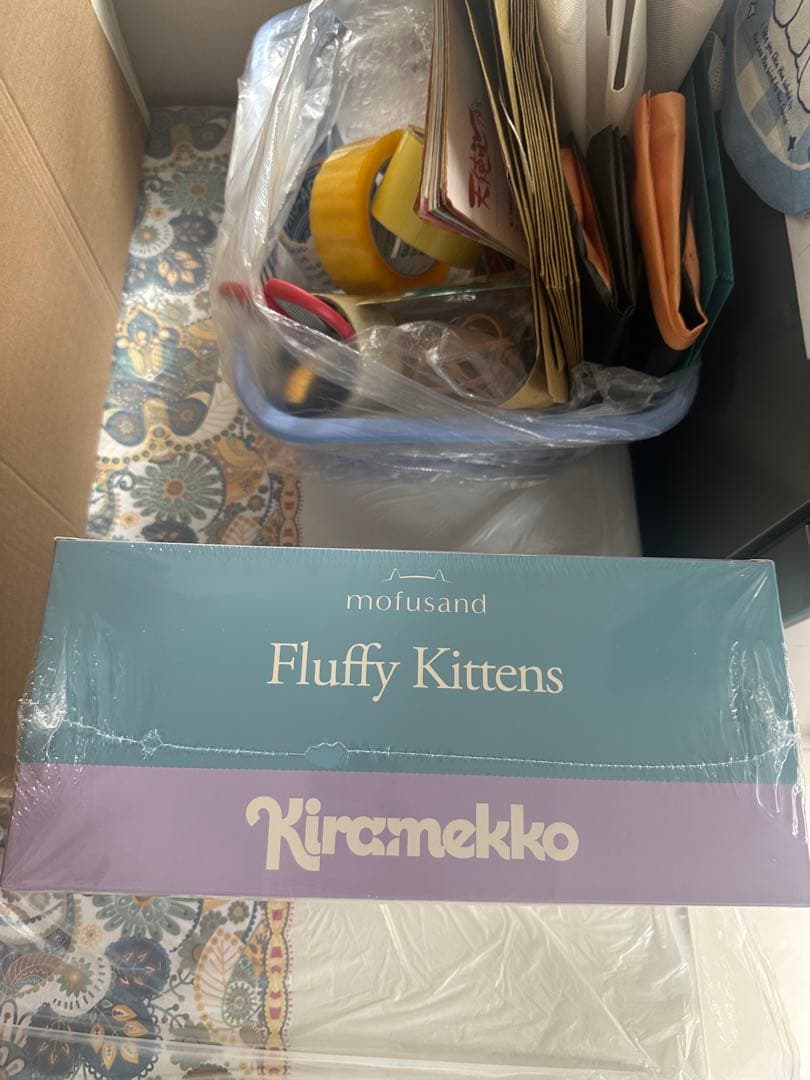 mofusand
Fluffy Kittens
Kiramekko